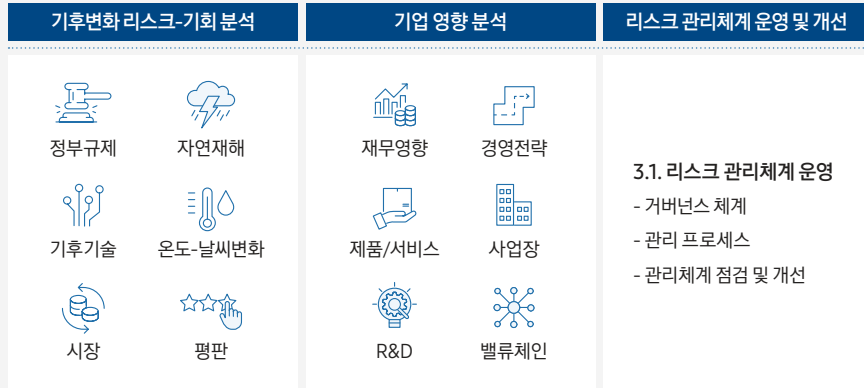 기후변화 리스크-기회 분석
정부규제
자연재해
기후기술
온도-날씨변화
시장
평판
기업 영향 분석
재무영향
경영전략
제품/서비스
사업장
R&D
밸류체인
리스크 관리체계 운영 및 개선
3.1. 리스크 관리체계 운영
- 거버넌스 체계
- 관리 프로세스
- 관리체계 점검 및 개선